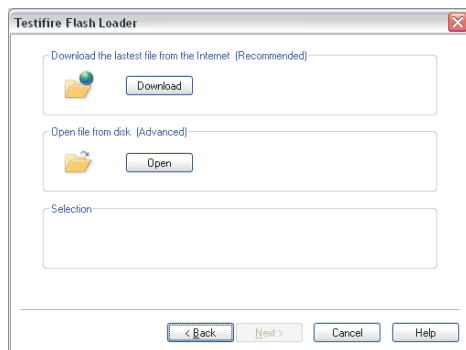 Testifire Flash Loader
Download the lastest file from the Internet (Recommended)
Download
Open file from disk (Advanced)
Open
Selection
< Back
Next >
Cancel
Help